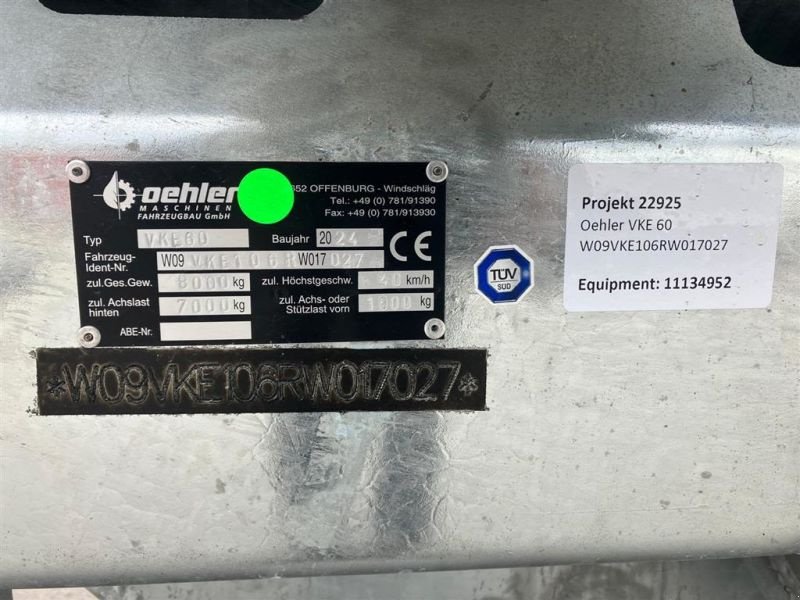 oehler
MASCHINEN
FAHRZEUGBAU GmbH
652 OFFENBURG - Windschläg
Tel.: +49 (0) 781/91390
Fax: +49 (0) 781/913930
Typ VKE60 Baujahr 2024
CE
Fahrzeug-
Ident-Nr. W09 VKE106R W017 027
zul.Ges.Gew. 8000 kg zul. Höchstgeschw. 40 km/h
zul. Achslast
hinten 7000 kg
zul. Achs- oder
Stützlast vorn 1000 kg
ABE-Nr.
*W09VKE106RW017027*
TÜV
SÜD
Projekt 22925
Oehler VKE 60
W09VKE106RW017027
Equipment: 11134952